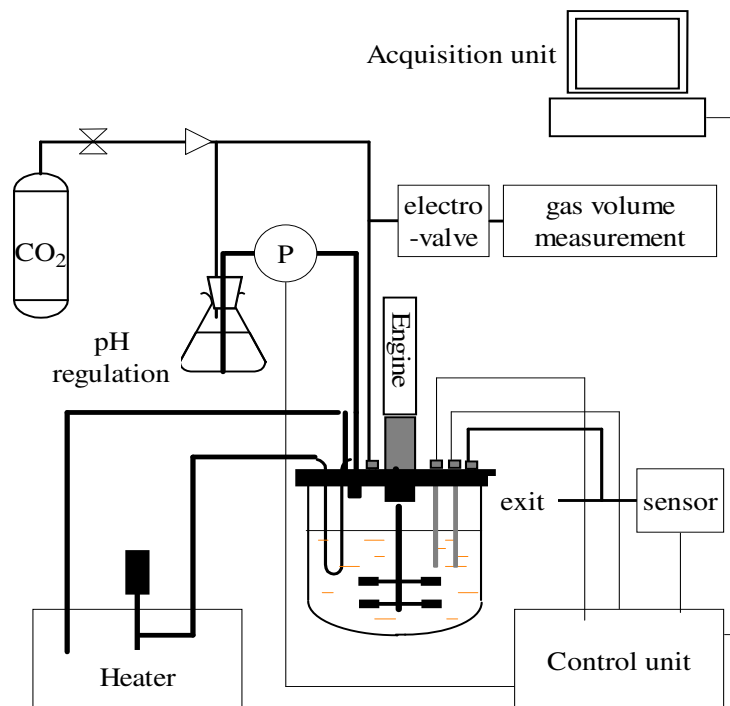 Acquisition unit
electro
-valve
gas volume
measurement
CO₂
P
Engine
pH
regulation
exit
sensor
Heater
Control unit